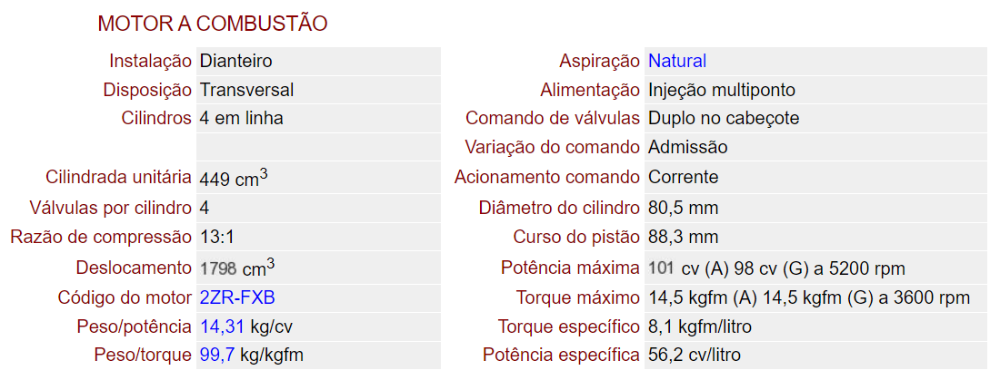 MOTOR A COMBUSTÃO
Instalação Dianteiro
Disposição Transversal
Cilindros 4 em linha
Cilindrada unitária 449 cm³
Válvulas por cilindro 4
Razão de compressão 13:1
Deslocamento 1798 cm³
Código do motor 2ZR-FXB
Peso/potência 14,31 kg/cv
Peso/torque 99,7 kg/kgfm
Aspiração Natural
Alimentação Injeção multiponto
Comando de válvulas Duplo no cabeçote
Variação do comando Admissão
Acionamento comando Corrente
Diâmetro do cilindro 80,5 mm
Curso do pistão 88,3 mm
Potência máxima 101 cv (A) 98 cv (G) a 5200 rpm
Torque máximo 14,5 kgfm (A) 14,5 kgfm (G) a 3600 rpm
Torque específico 8,1 kgfm/litro
Potência específica 56,2 cv/litro